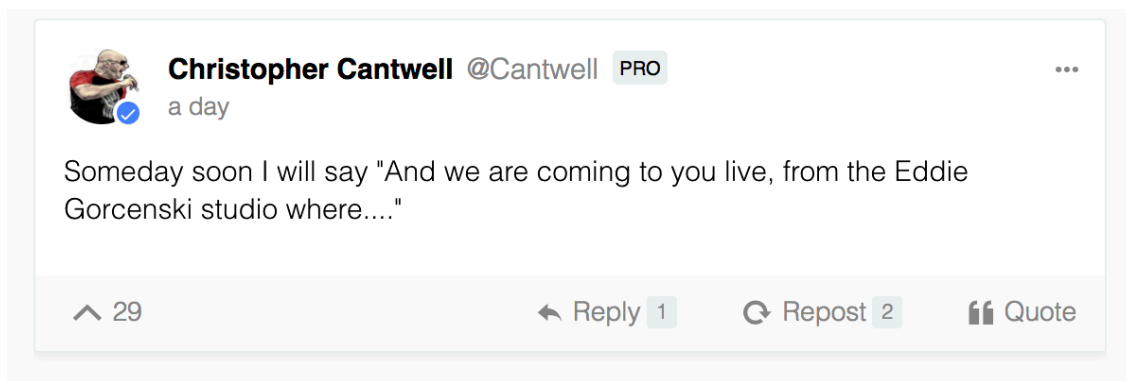 Christopher Cantwell @Cantwell PRO
a day
Someday soon I will say "And we are coming to you live, from the Eddie
Gorcenski studio where...."
29 Reply 1 Repost 2 Quote